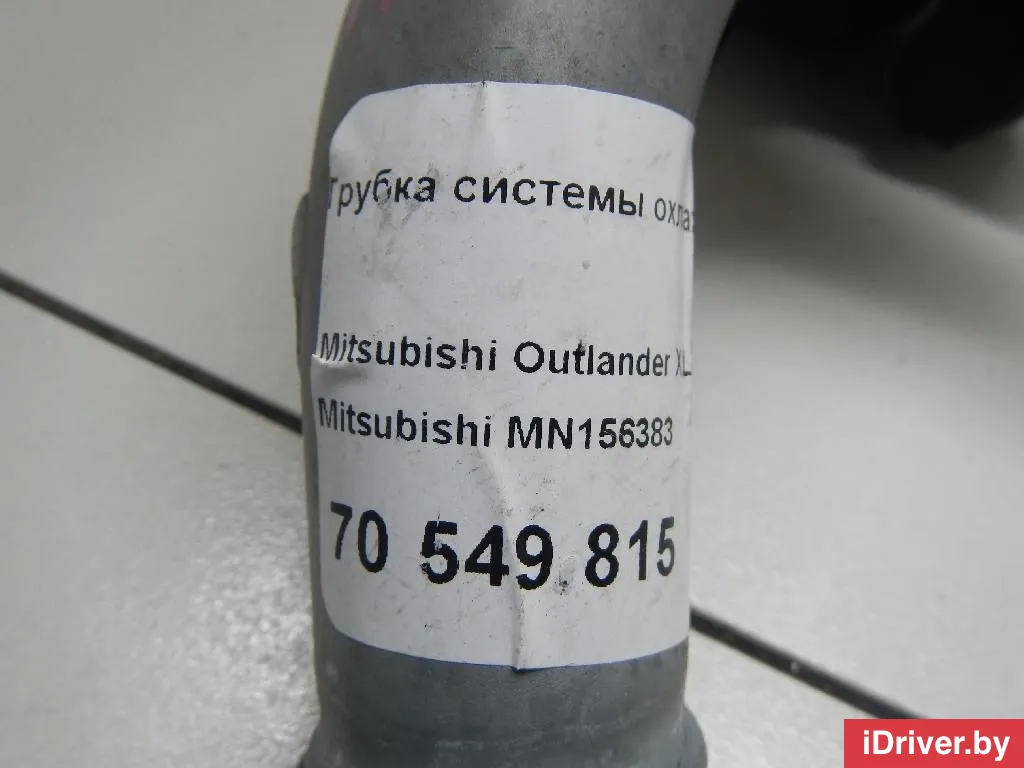 Трубка системы охла
Mitsubishi Outlander XL
Mitsubishi MN156383
70 549 815
iDriver.by